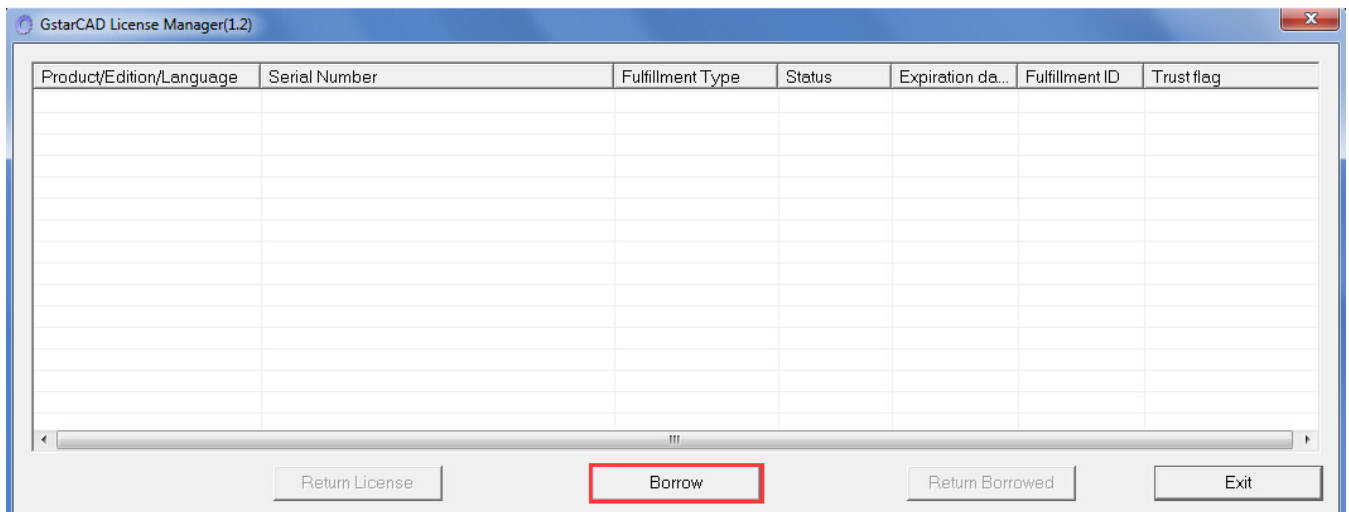 GstarCAD License Manager(1.2)
Product/Edition/Language Serial Number Fulfillment Type Status Expiration da... Fulfillment ID Trust flag
Return License Borrow Return Borrowed Exit